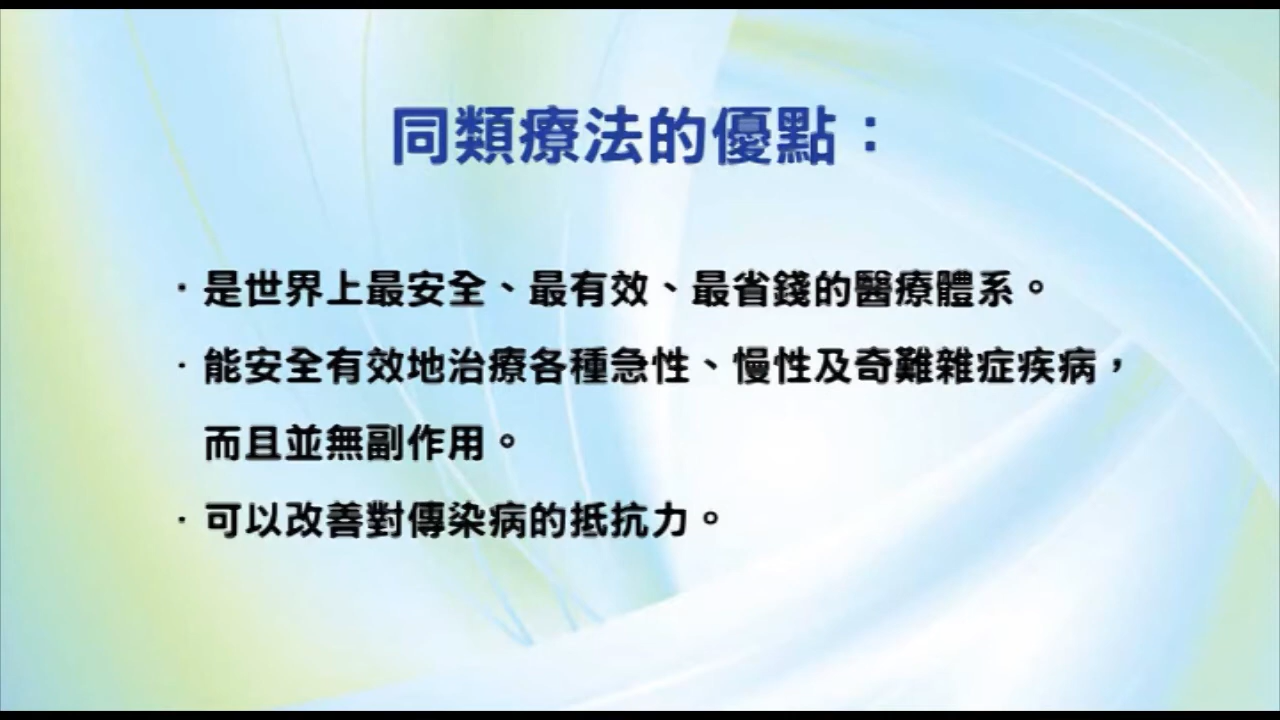 同類療法的優點：
· 是世界上最安全、最有效、最省錢的醫療體系。
· 能安全有效地治療各種急性、慢性及奇難雜症疾病，
而且並無副作用。
· 可以改善對傳染病的抵抗力。